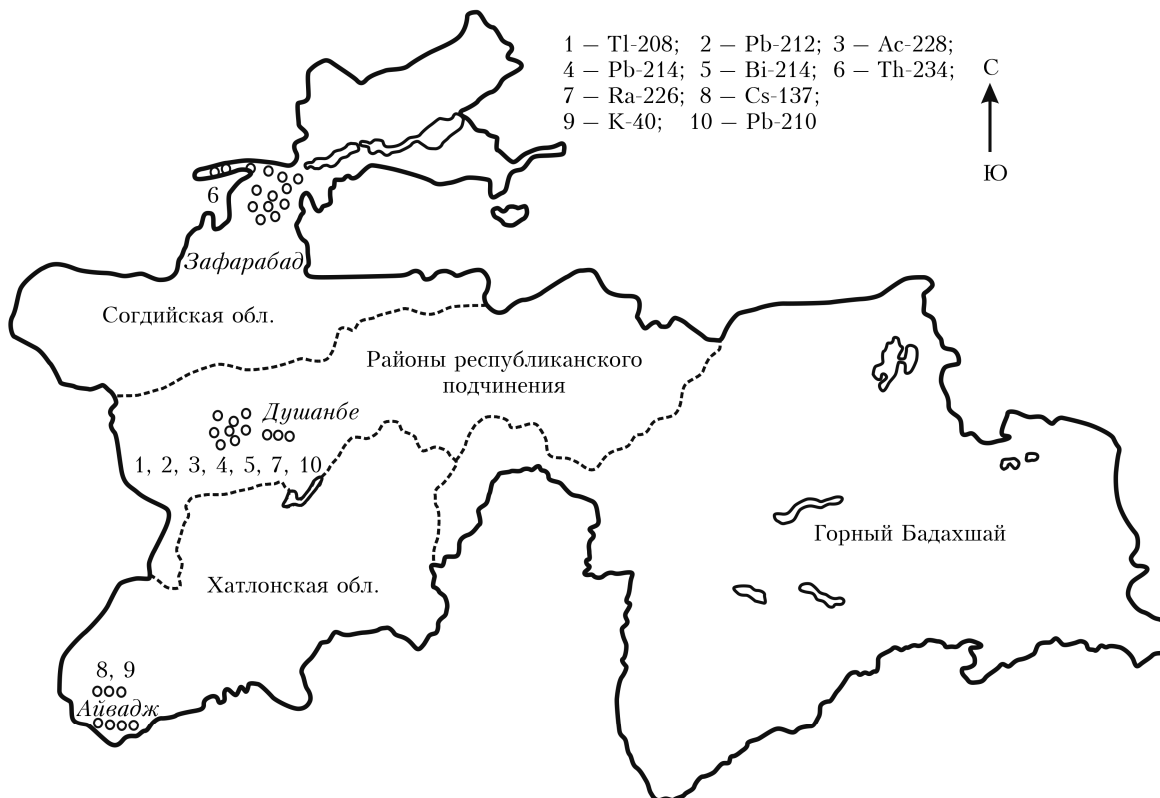 1 – Tl-208; 2 – Pb-212; 3 – Ac-228;
4 – Pb-214; 5 – Bi-214; 6 – Th-234;
7 – Ra-226; 8 – Cs-137;
9 – K-40; 10 – Pb-210
С
Ю
6
Зафарабад
Согдийская обл.
Районы республиканского
подчинения
Душанбе
1, 2, 3, 4, 5, 7, 10
Горный Бадахшай
Хатлонская обл.
8, 9
Айвадж